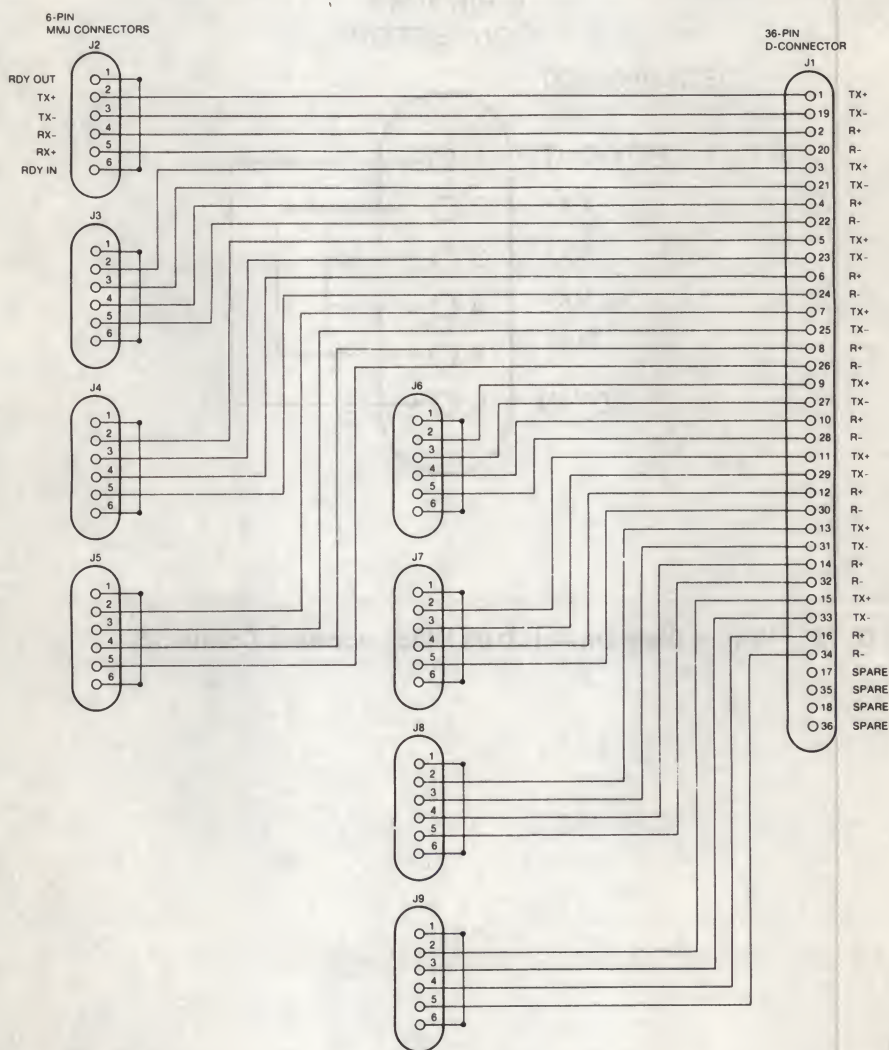 6-PIN
MMJ CONNECTORS
J2
RDY OUT 1
TX+ 2
TX- 3
RX- 4
RX+ 5
RDY IN 6
J3
1
2
3
4
5
6
J4
1
2
3
4
5
6
J5
1
2
3
4
5
6
J6
1
2
3
4
5
6
J7
1
2
3
4
5
6
J8
1
2
3
4
5
6
J9
1
2
3
4
5
6
36-PIN
D-CONNECTOR
J1
1 TX+
19 TX-
2 R+
20 R-
3 TX+
21 TX-
4 R+
22 R-
5 TX+
23 TX-
6 R+
24 R-
7 TX+
25 TX-
8 R+
26 R-
9 TX+
27 TX-
10 R+
28 R-
11 TX+
29 TX-
12 R+
30 R-
13 TX+
31 TX-
14 R+
32 R-
15 TX+
33 TX-
16 R+
34 R-
17 SPARE
35 SPARE
18 SPARE
36 SPARE